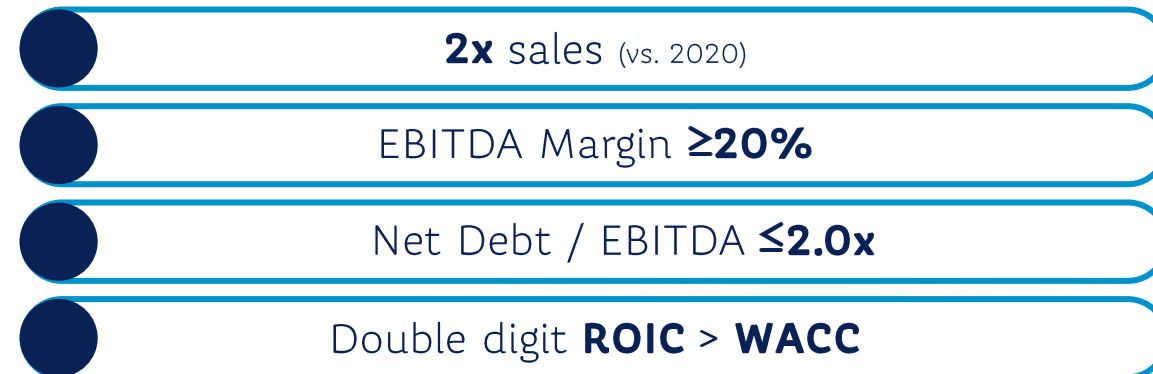 2x sales (vs. 2020)
EBITDA Margin ≥20%
Net Debt / EBITDA ≤2.0x
Double digit ROIC > WACC